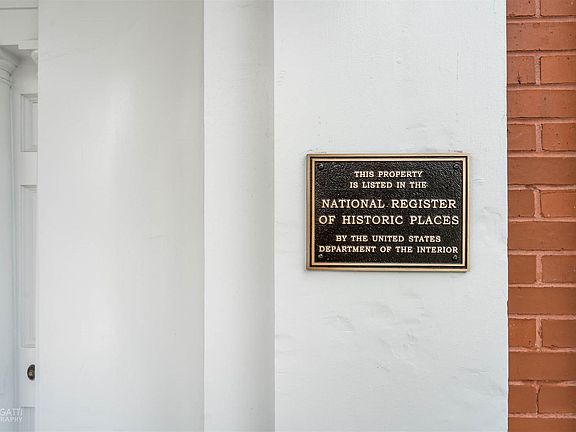 THIS PROPERTY
IS LISTED IN THE
NATIONAL REGISTER
OF HISTORIC PLACES
BY THE UNITED STATES
DEPARTMENT OF THE INTERIOR
GATTI